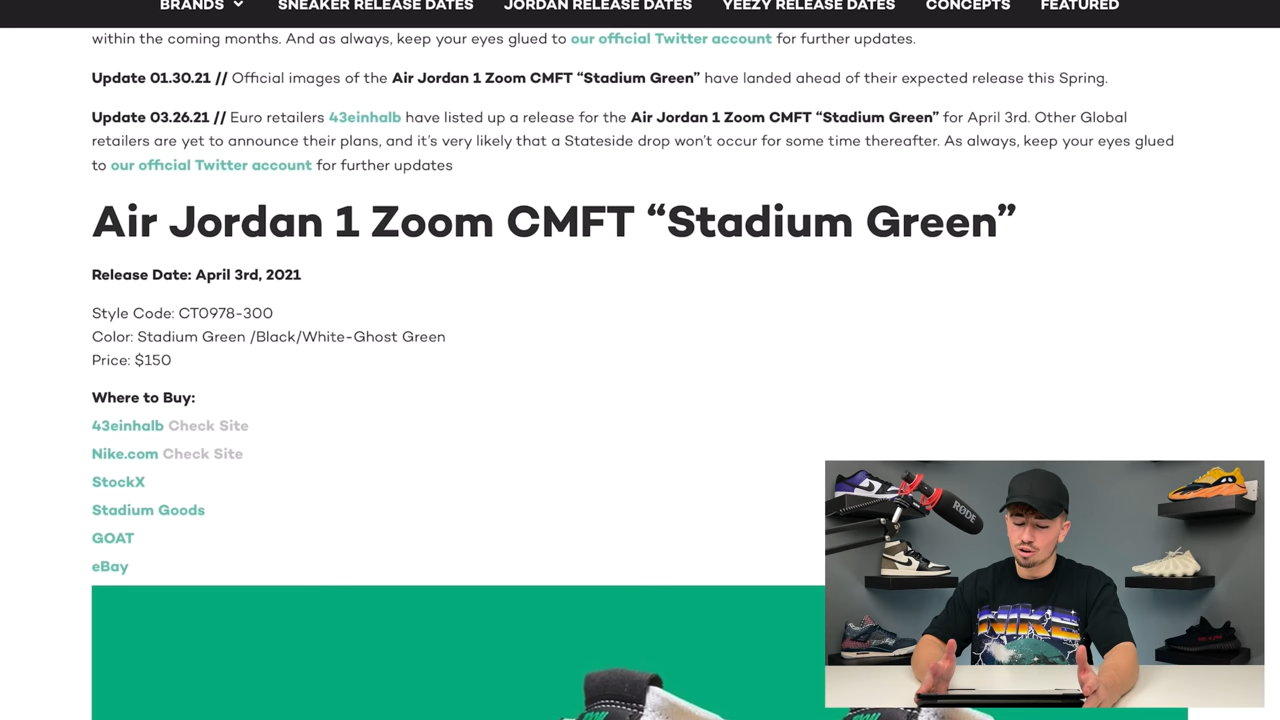 BRANDS SNEAKER RELEASE DATES JORDAN RELEASE DATES YEEZY RELEASE DATES CONCEPTS FEATURED
within the coming months. And as always, keep your eyes glued to our official Twitter account for further updates.
Update 01.30.21 // Official images of the Air Jordan 1 Zoom CMFT “Stadium Green” have landed ahead of their expected release this Spring.
Update 03.26.21 // Euro retailers 43einhalb have listed up a release for the Air Jordan 1 Zoom CMFT “Stadium Green” for April 3rd. Other Global
retailers are yet to announce their plans, and it’s very likely that a Stateside drop won’t occur for some time thereafter. As always, keep your eyes glued
to our official Twitter account for further updates
Air Jordan 1 Zoom CMFT “Stadium Green”
Release Date: April 3rd, 2021
Style Code: CT0978-300
Color: Stadium Green /Black/White-Ghost Green
Price: $150
Where to Buy:
43einhalb Check Site
Nike.com Check Site
StockX
Stadium Goods
GOAT
eBay
RØDE
NIKE